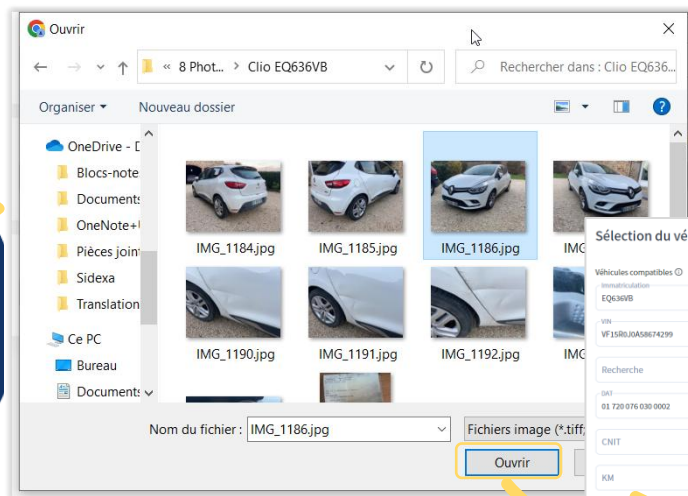 Ouvrir
« 8 Phot... > Clio EQ636VB
Rechercher dans : Clio EQ636...
Organiser
Nouveau dossier
OneDrive -
Blocs-note
Documents
OneNote+
Pièces join
Sidexa
Translation
Ce PC
Bureau
Documents
IMG_1184.jpg
IMG_1185.jpg
IMG_1186.jpg
IMG_1190.jpg
IMG_1191.jpg
IMG_1192.jpg
Nom du fichier : IMG_1186.jpg
Fichiers image (*.tiff;
Ouvrir
Sélection du vé
Véhicules compatibles
Immatriculation
EQ636VB
VIN
VF15R0J0A58674299
Recherche
DAT
01 720 076 030 0002
CNIT
KM